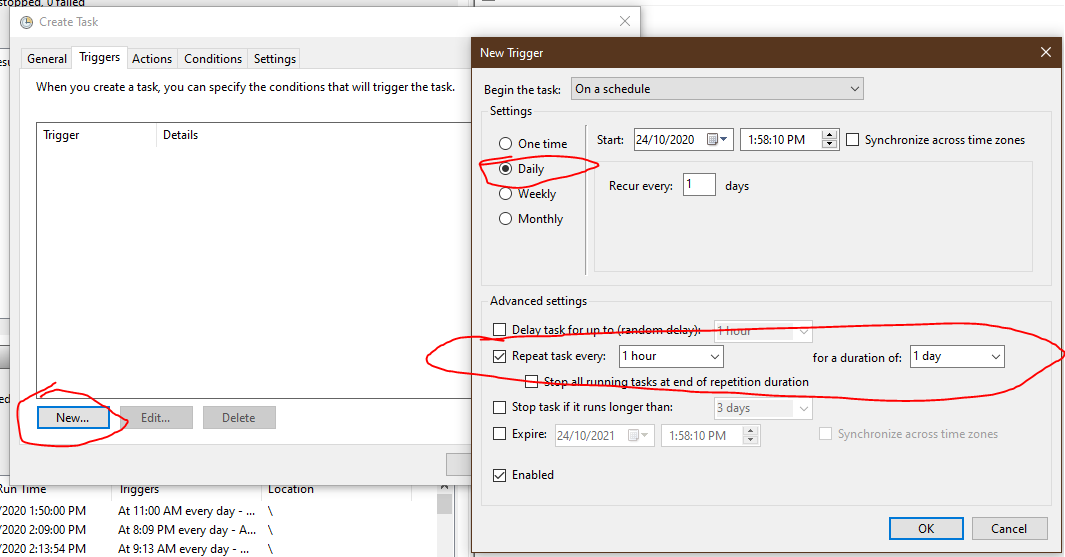 stopped, 0 failed
Create Task
General Triggers Actions Conditions Settings
When you create a task, you can specify the conditions that will trigger the task.
Trigger Details
New... Edit... Delete
Run Time Triggers Location
/2020 1:50:00 PM At 11:00 AM every day - ... \
/2020 2:09:00 PM At 8:09 PM every day - A... \
/2020 2:13:54 PM At 9:13 AM every day - ... \
New Trigger
Begin the task: On a schedule
Settings
One time
Daily
Weekly
Monthly
Start: 24/10/2020 1:58:10 PM Synchronize across time zones
Recur every: 1 days
Advanced settings
Delay task for up to (random delay): 1 hour
Repeat task every: 1 hour for a duration of: 1 day
Stop all running tasks at end of repetition duration
Stop task if it runs longer than: 3 days
Expire: 24/10/2021 1:58:10 PM Synchronize across time zones
Enabled
OK Cancel